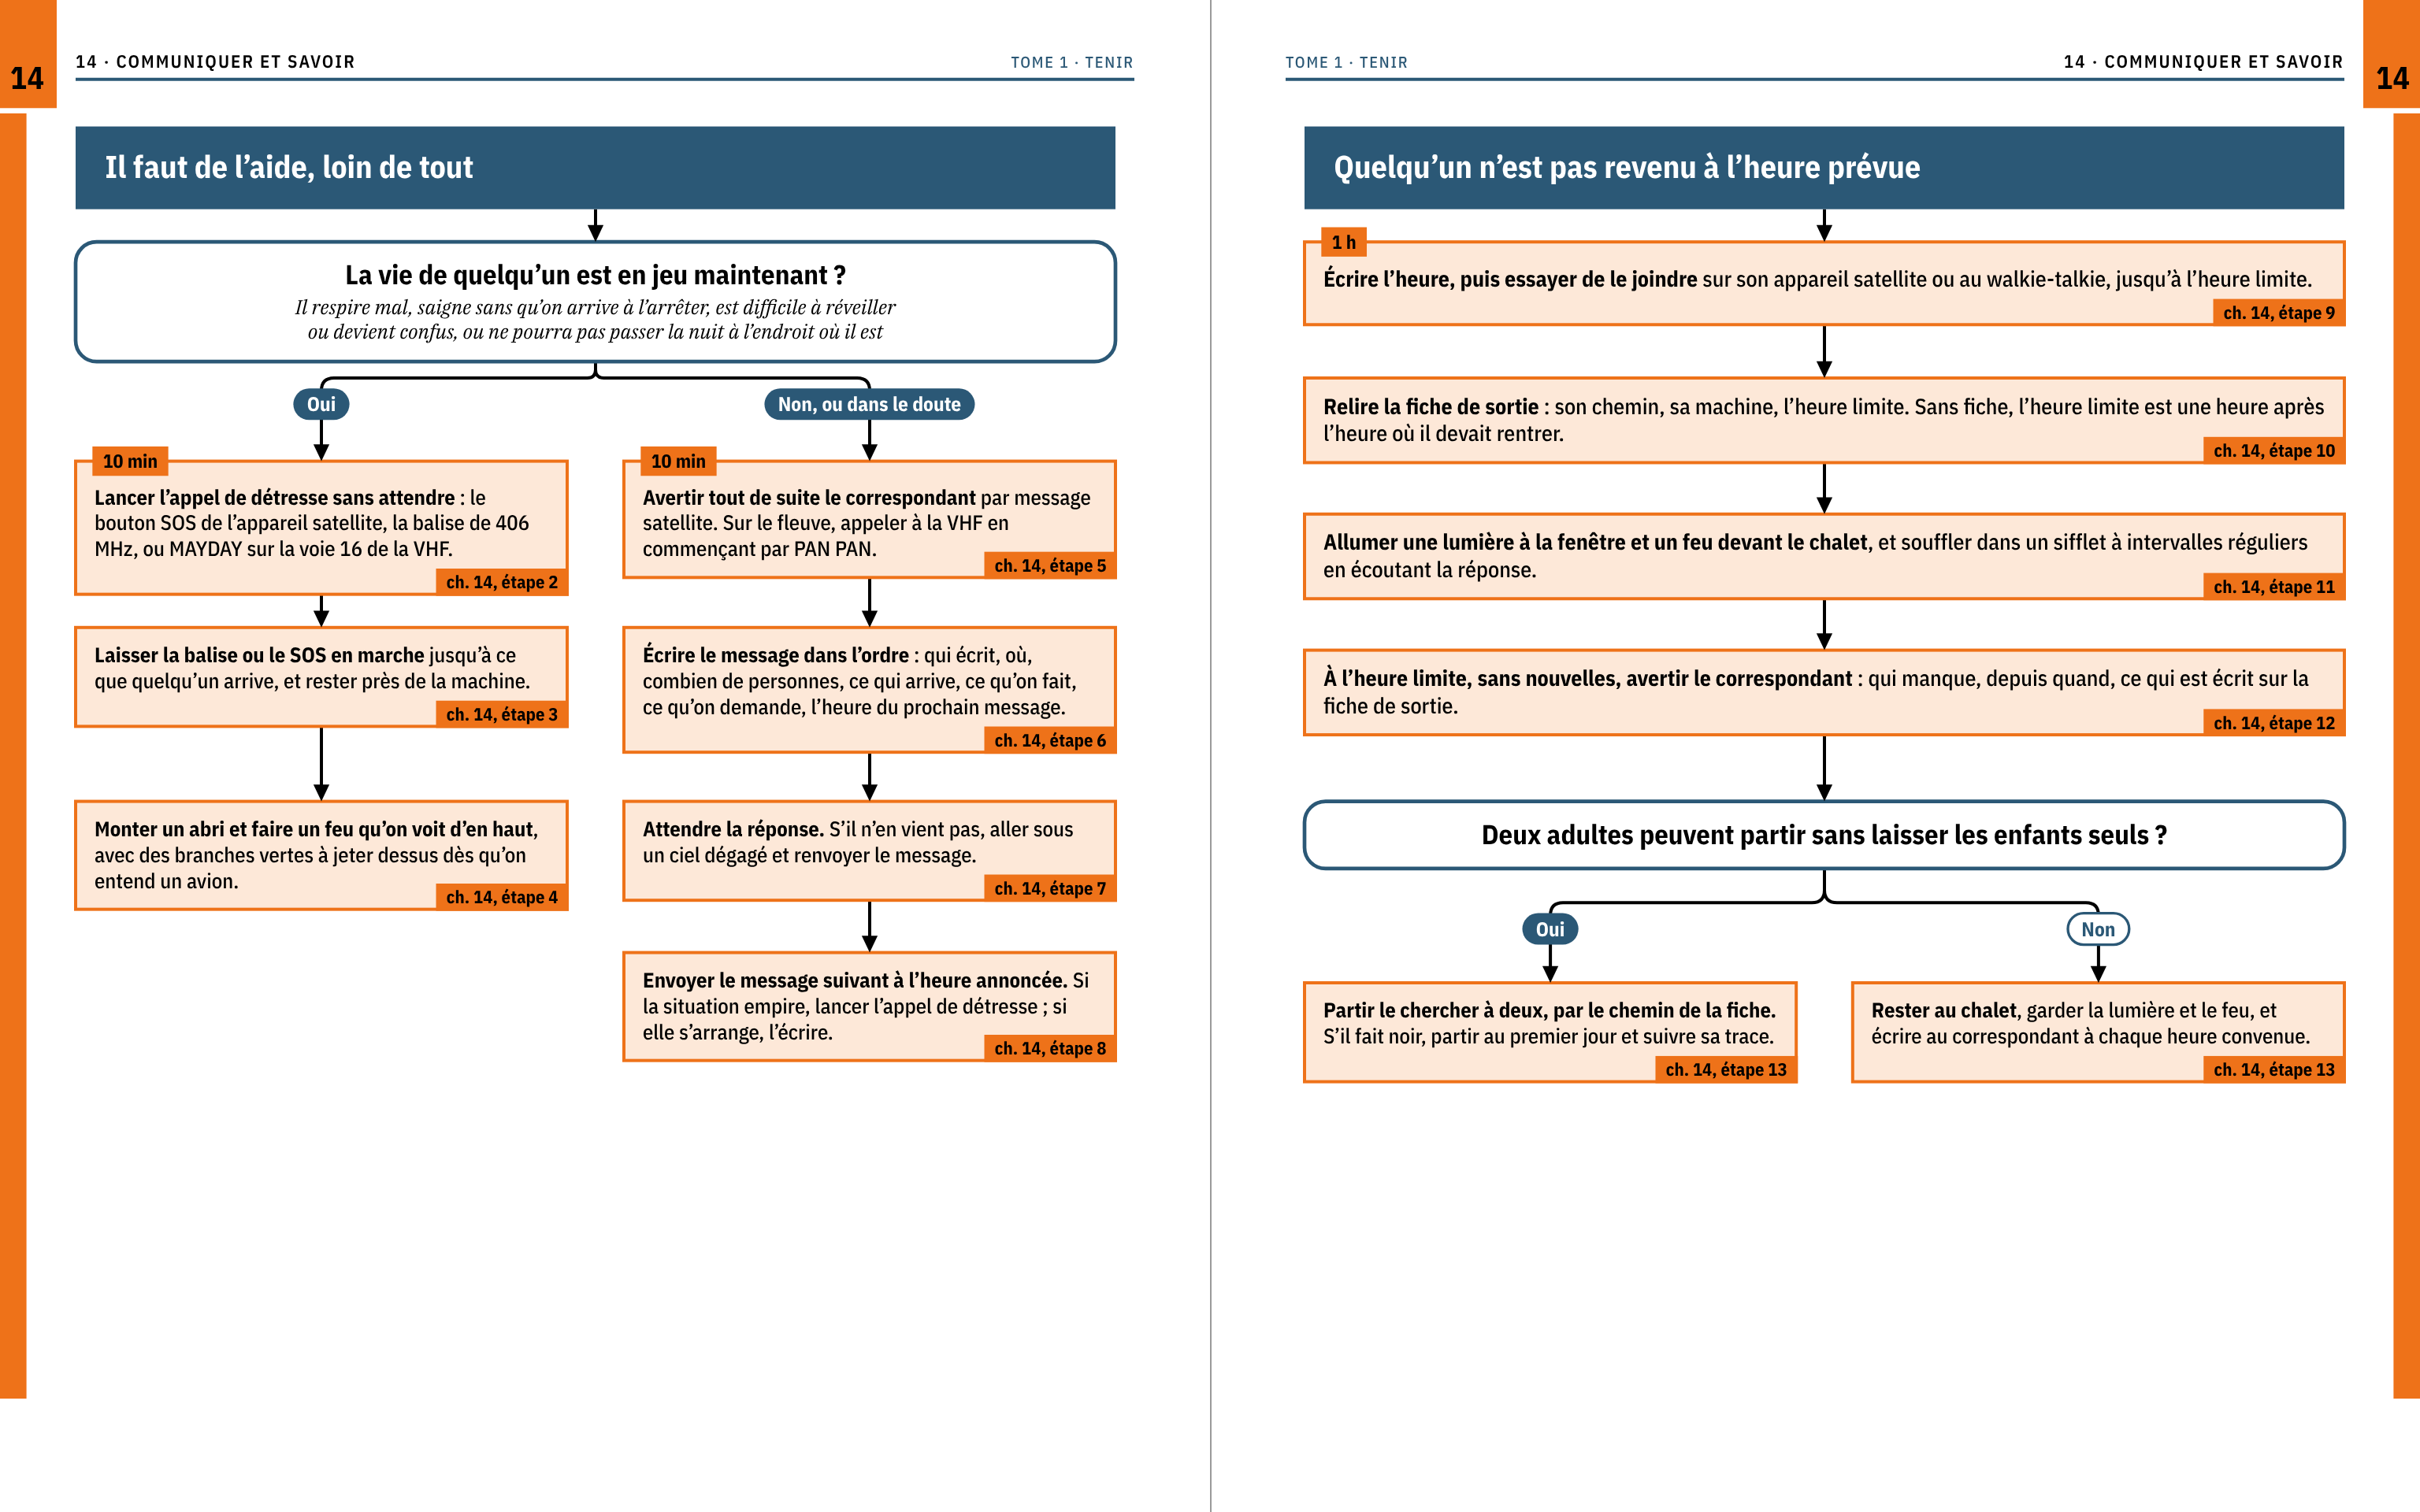 14
14 · COMMUNIQUER ET SAVOIR
TOME 1 · TENIR
Il faut de l’aide, loin de tout
La vie de quelqu’un est en jeu maintenant ?
Il respire mal, saigne sans qu’on arrive à l’arrêter, est difficile à réveiller
ou devient confus, ou ne pourra pas passer la nuit à l’endroit où il est
Oui
10 min
Lancer l’appel de détresse sans attendre : le
bouton SOS de l’appareil satellite, la balise de 406
MHz, ou MAYDAY sur la voie 16 de la VHF.
ch. 14, étape 2
Laisser la balise ou le SOS en marche jusqu’à ce
que quelqu’un arrive, et rester près de la machine.
ch. 14, étape 3
Monter un abri et faire un feu qu’on voit d’en haut,
avec des branches vertes à jeter dessus dès qu’on
entend un avion.
ch. 14, étape 4
Non, ou dans le doute
10 min
Avertir tout de suite le correspondant par message
satellite. Sur le fleuve, appeler à la VHF en
commençant par PAN PAN.
ch. 14, étape 5
Écrire le message dans l’ordre : qui écrit, où,
combien de personnes, ce qui arrive, ce qu’on fait,
ce qu’on demande, l’heure du prochain message.
ch. 14, étape 6
Attendre la réponse. S’il n’en vient pas, aller sous
un ciel dégagé et renvoyer le message.
ch. 14, étape 7
Envoyer le message suivant à l’heure annoncée. Si
la situation empire, lancer l’appel de détresse ; si
elle s’arrange, l’écrire.
ch. 14, étape 8
TOME 1 · TENIR
14 · COMMUNIQUER ET SAVOIR
14
Quelqu’un n’est pas revenu à l’heure prévue
1 h
Écrire l’heure, puis essayer de le joindre sur son appareil satellite ou au walkie-talkie, jusqu’à l’heure limite.
ch. 14, étape 9
Relire la fiche de sortie : son chemin, sa machine, l’heure limite. Sans fiche, l’heure limite est une heure après
l’heure où il devait rentrer.
ch. 14, étape 10
Allumer une lumière à la fenêtre et un feu devant le chalet, et souffler dans un sifflet à intervalles réguliers
en écoutant la réponse.
ch. 14, étape 11
À l’heure limite, sans nouvelles, avertir le correspondant : qui manque, depuis quand, ce qui est écrit sur la
fiche de sortie.
ch. 14, étape 12
Deux adultes peuvent partir sans laisser les enfants seuls ?
Oui
Partir le chercher à deux, par le chemin de la fiche.
S’il fait noir, partir au premier jour et suivre sa trace.
ch. 14, étape 13
Non
Rester au chalet, garder la lumière et le feu, et
écrire au correspondant à chaque heure convenue.
ch. 14, étape 13